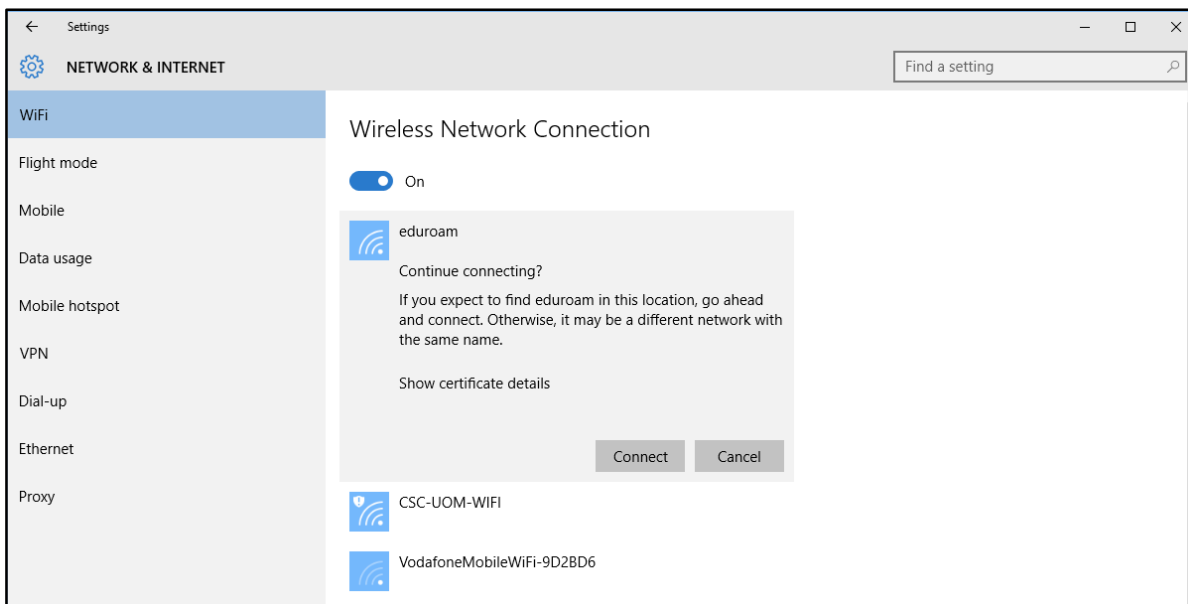 Settings
NETWORK & INTERNET
Find a setting
WiFi
Flight mode
Mobile
Data usage
Mobile hotspot
VPN
Dial-up
Ethernet
Proxy
Wireless Network Connection
On
eduroam
Continue connecting?
If you expect to find eduroam in this location, go ahead
and connect. Otherwise, it may be a different network with
the same name.
Show certificate details
Connect
Cancel
CSC-UOM-WIFI
VodafoneMobileWiFi-9D2BD6